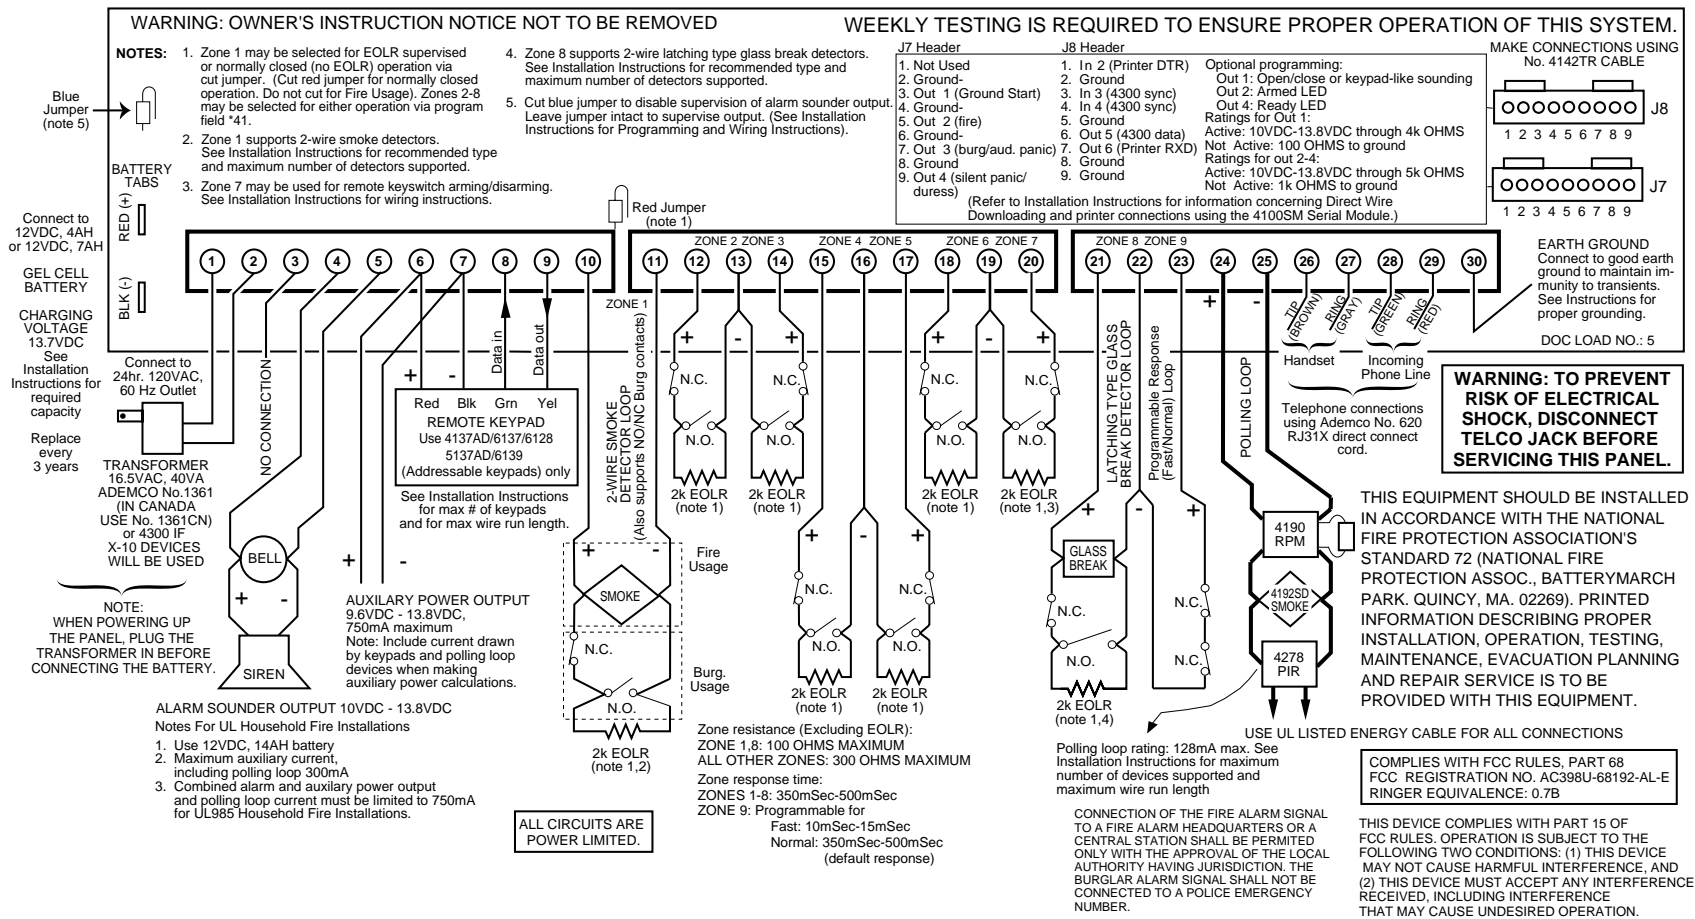 WARNING: OWNER'S INSTRUCTION NOTICE NOT TO BE REMOVED
WEEKLY TESTING IS REQUIRED TO ENSURE PROPER OPERATION OF THIS SYSTEM.
NOTES:
1. Zone 1 may be selected for EOLR supervised
or normally closed (no EOLR) operation via
cut jumper. (Cut red jumper for normally closed
operation. Do not cut for Fire Usage). Zones 2-8
may be selected for either operation via program
field *41.
2. Zone 1 supports 2-wire smoke detectors.
See Installation Instructions for recommended type
and maximum number of detectors supported.
3. Zone 7 may be used for remote keyswitch arming/disarming.
See Installation Instructions for wiring instructions.
4. Zone 8 supports 2-wire latching type glass break detectors.
See Installation Instructions for recommended type and
maximum number of detectors supported.
5. Cut blue jumper to disable supervision of alarm sounder output.
Leave jumper intact to supervise output. (See Installation
Instructions for Programming and Wiring Instructions).
J7 Header
1. Not Used
2. Ground-
3. Out 1 (Ground Start)
4. Ground-
5. Out 2 (fire)
6. Ground-
7. Out 3 (burg/aud. panic)
8. Ground
9. Out 4 (silent panic/
duress)
J8 Header
1. In 2 (Printer DTR)
2. Ground
3. In 3 (4300 sync)
4. In 4 (4300 sync)
5. Ground
6. Out 5 (4300 data)
7. Out 6 (Printer RXD)
8. Ground
9. Ground
Optional programming:
Out 1: Open/close or keypad-like sounding
Out 2: Armed LED
Out 4: Ready LED
Ratings for Out 1:
Active: 10VDC-13.8VDC through 4k OHMS
Not Active: 100 OHMS to ground
Ratings for out 2-4:
Active: 10VDC-13.8VDC through 5k OHMS
Not Active: 1k OHMS to ground
(Refer to Installation Instructions for information concerning Direct Wire
Downloading and printer connections using the 4100SM Serial Module.)
MAKE CONNECTIONS USING
No. 4142TR CABLE
J8
1 2 3 4 5 6 7 8 9
J7
1 2 3 4 5 6 7 8 9
Blue
Jumper
(note 5)
BATTERY
TABS
RED (+)
BLK (-)
Connect to
12VDC, 4AH
or 12VDC, 7AH
GEL CELL
BATTERY
CHARGING
VOLTAGE
13.7VDC
See
Installation
Instructions for
required
capacity
Replace
every
3 years
Red Jumper
(note 1)
ZONE 2 ZONE 3
ZONE 4 ZONE 5
ZONE 6 ZONE 7
ZONE 8 ZONE 9
1 2 3 4 5 6 7 8 9 10 11 12 13 14 15 16 17 18 19 20 21 22 23 24 25 26 27 28 29 30
EARTH GROUND
Connect to good earth
ground to maintain im-
munity to transients.
See Instructions for
proper grounding.
DOC LOAD NO.: 5
Connect to
24hr. 120VAC,
60 Hz Outlet
TRANSFORMER
16.5VAC, 40VA
ADEMCO No.1361
(IN CANADA
USE No. 1361CN)
or 4300 IF
X-10 DEVICES
WILL BE USED
NOTE:
WHEN POWERING UP
THE PANEL, PLUG THE
TRANSFORMER IN BEFORE
CONNECTING THE BATTERY.
NO CONNECTION
BELL
+ -
SIREN
ALARM SOUNDER OUTPUT 10VDC - 13.8VDC
Notes For UL Household Fire Installations
1. Use 12VDC, 14AH battery
2. Maximum auxiliary current,
including polling loop 300mA
3. Combined alarm and auxilary power output
and polling loop current must be limited to 750mA
for UL985 Household Fire Installations.
+ -
AUXILARY POWER OUTPUT
9.6VDC - 13.8VDC,
750mA maximum
Note: Include current drawn
by keypads and polling loop
devices when making
auxiliary power calculations.
+ -
Data in
Data out
Red Blk Grn Yel
REMOTE KEYPAD
Use 4137AD/6137/6128
5137AD/6139
(Addressable keypads) only
See Installation Instructions
for max # of keypads
and for max wire run length.
ZONE 1
2-WIRE SMOKE
DETECTOR LOOP
(Also supports NO/NC Burg contacts)
+ -
SMOKE
Fire
Usage
N.C.
N.O.
Burg.
Usage
2k EOLR
(note 1,2)
ALL CIRCUITS ARE
POWER LIMITED.
+ - +
N.C. N.C.
N.O. N.O.
2k EOLR
(note 1)
2k EOLR
(note 1)
+ - +
N.C. N.C.
N.O. N.O.
2k EOLR
(note 1)
2k EOLR
(note 1)
+ - +
N.C. N.C.
N.O. N.O.
2k EOLR
(note 1)
2k EOLR
(note 1,3)
Zone resistance (Excluding EOLR):
ZONE 1,8: 100 OHMS MAXIMUM
ALL OTHER ZONES: 300 OHMS MAXIMUM
Zone response time:
ZONES 1-8: 350mSec-500mSec
ZONE 9: Programmable for
Fast: 10mSec-15mSec
Normal: 350mSec-500mSec
(default response)
LATCHING TYPE GLASS
BREAK DETECTOR LOOP
Programmable Response
(Fast/Normal) Loop
+ - +
GLASS
BREAK
N.C.
N.O.
N.C.
N.C.
2k EOLR
(note 1,4)
+ -
POLLING LOOP
4190
RPM
4192SD
SMOKE
4278
PIR
Polling loop rating: 128mA max. See
Installation Instructions for maximum
number of devices supported and
maximum wire run length
USE UL LISTED ENERGY CABLE FOR ALL CONNECTIONS
TIP
(BROWN)
RING
(GRAY)
TIP
(GREEN)
RING
(RED)
Handset
Incoming
Phone Line
Telephone connections
using Ademco No. 620
RJ31X direct connect
cord.
WARNING: TO PREVENT
RISK OF ELECTRICAL
SHOCK, DISCONNECT
TELCO JACK BEFORE
SERVICING THIS PANEL.
THIS EQUIPMENT SHOULD BE INSTALLED
IN ACCORDANCE WITH THE NATIONAL
FIRE PROTECTION ASSOCIATION'S
STANDARD 72 (NATIONAL FIRE
PROTECTION ASSOC., BATTERYMARCH
PARK. QUINCY, MA. 02269). PRINTED
INFORMATION DESCRIBING PROPER
INSTALLATION, OPERATION, TESTING,
MAINTENANCE, EVACUATION PLANNING
AND REPAIR SERVICE IS TO BE
PROVIDED WITH THIS EQUIPMENT.
CONNECTION OF THE FIRE ALARM SIGNAL
TO A FIRE ALARM HEADQUARTERS OR A
CENTRAL STATION SHALL BE PERMITED
ONLY WITH THE APPROVAL OF THE LOCAL
AUTHORITY HAVING JURISDICTION. THE
BURGLAR ALARM SIGNAL SHALL NOT BE
CONNECTED TO A POLICE EMERGENCY
NUMBER.
COMPLIES WITH FCC RULES, PART 68
FCC REGISTRATION NO. AC398U-68192-AL-E
RINGER EQUIVALENCE: 0.7B
THIS DEVICE COMPLIES WITH PART 15 OF
FCC RULES. OPERATION IS SUBJECT TO THE
FOLLOWING TWO CONDITIONS: (1) THIS DEVICE
MAY NOT CAUSE HARMFUL INTERFERENCE, AND
(2) THIS DEVICE MUST ACCEPT ANY INTERFERENCE
RECEIVED, INCLUDING INTERFERENCE
THAT MAY CAUSE UNDESIRED OPERATION.